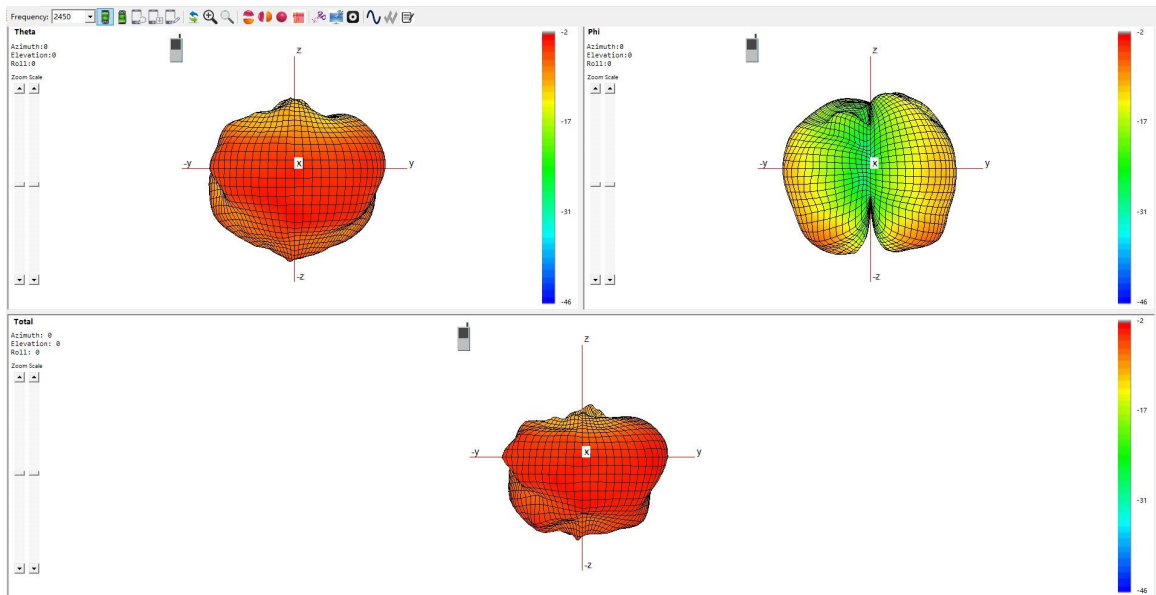 Frequency: 2450
Theta
Azimuth:0
Elevation:0
Roll:0
Zoom Scale
z
-y
x
y
-z
-2
-17
-31
-46
Phi
Azimuth:0
Elevation:0
Roll:0
Zoom Scale
z
-y
x
y
-z
-2
-17
-31
-46
Total
Azimuth: 0
Elevation: 0
Roll: 0
Zoom Scale
z
-y
x
y
-z
-2
-17
-31
-46